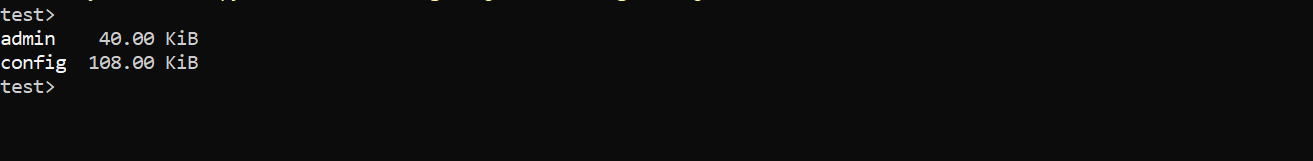 test>
admin    40.00 KiB
config  108.00 KiB
test>